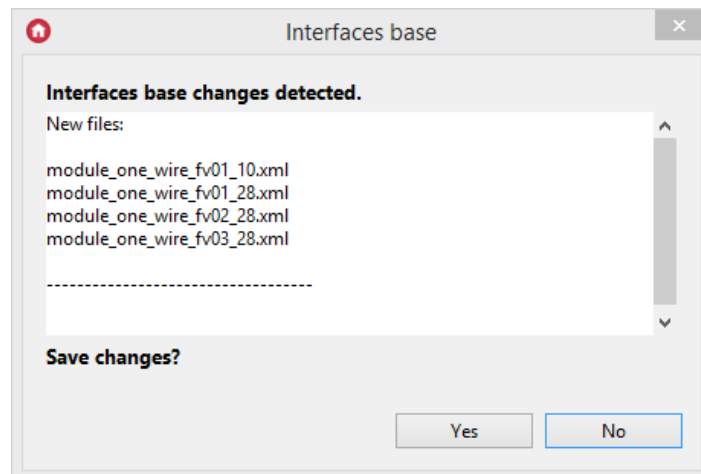 Interfaces base
Interfaces base changes detected.
New files:
module_one_wire_fv01_10.xml
module_one_wire_fv01_28.xml
module_one_wire_fv02_28.xml
module_one_wire_fv03_28.xml
-----------------------------------
Save changes?
Yes No